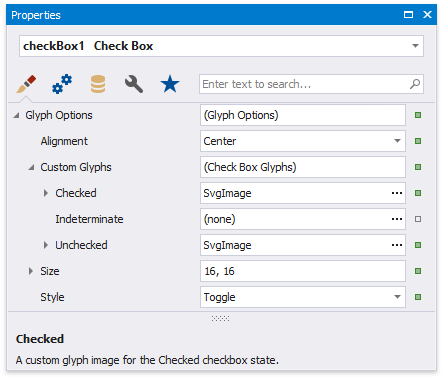 Properties
checkBox1 Check Box
Enter text to search...
Glyph Options (Glyph Options)
Alignment Center
Custom Glyphs (Check Box Glyphs)
Checked SvgImage ...
Indeterminate (none) ...
Unchecked SvgImage ...
Size 16, 16
Style Toggle
Checked
A custom glyph image for the Checked checkbox state.